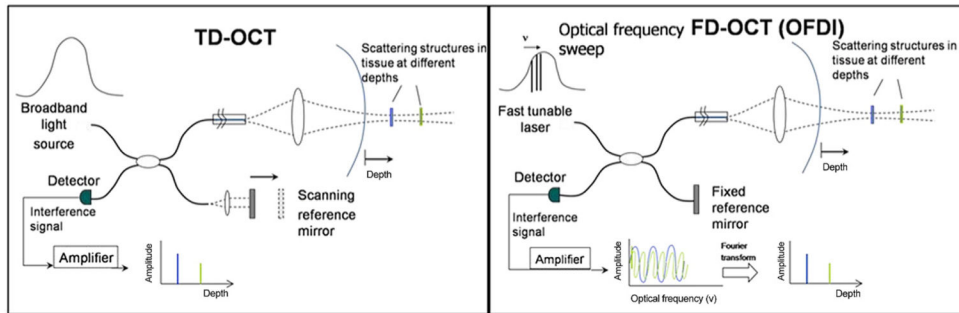 TD-OCT
Scattering structures in
tissue at different
depths
Broadband
light
source
Depth
Detector
Interference
signal
Scanning
reference
mirror
Amplifier
Amplitude
Depth
Optical frequency FD-OCT (OFDI)
sweep
ν
Scattering structures in
tissue at different
depths
Fast tunable
laser
Depth
Detector
Interference
signal
Fixed
reference
mirror
Amplifier
Amplitude
Optical frequency (ν)
Fourier
transform
Amplitude
Depth